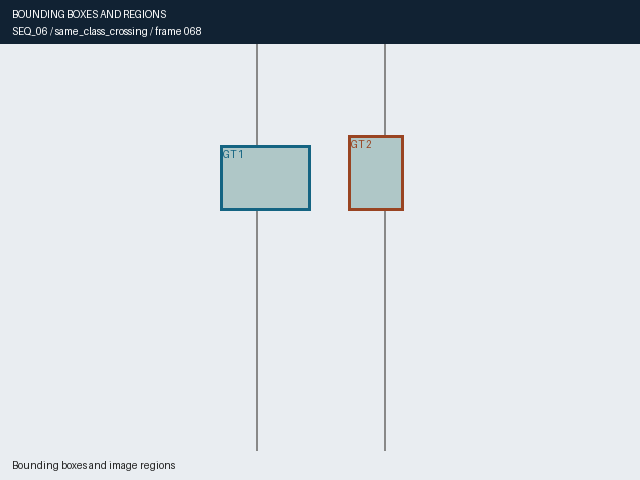 BOUNDING BOXES AND REGIONS
SEQ_06 / same_class_crossing / frame 068
GT1
GT2
Bounding boxes and image regions